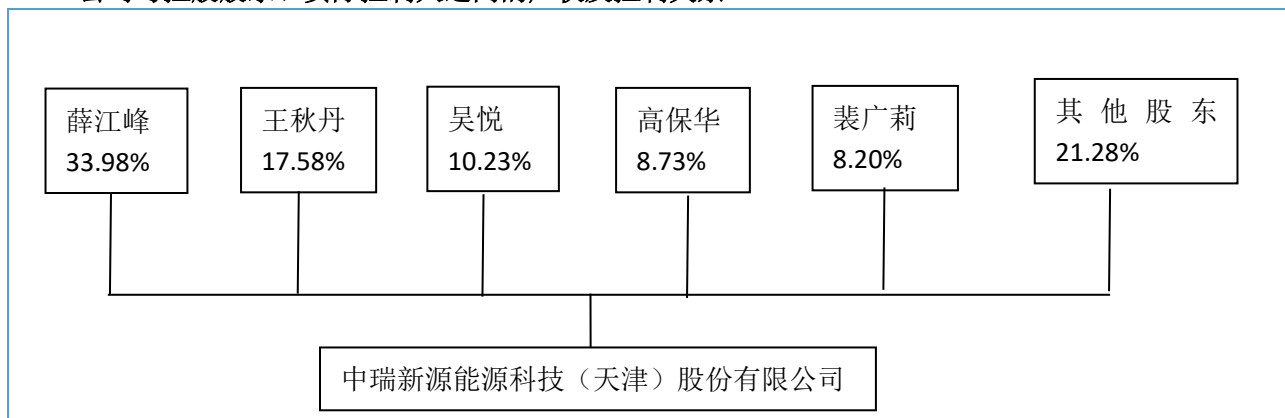 薛江峰
33.98%
王秋丹
17.58%
吴悦
10.23%
高保华
8.73%
裴广莉
8.20%
其他股东
21.28%
中瑞新源能源科技（天津）股份有限公司